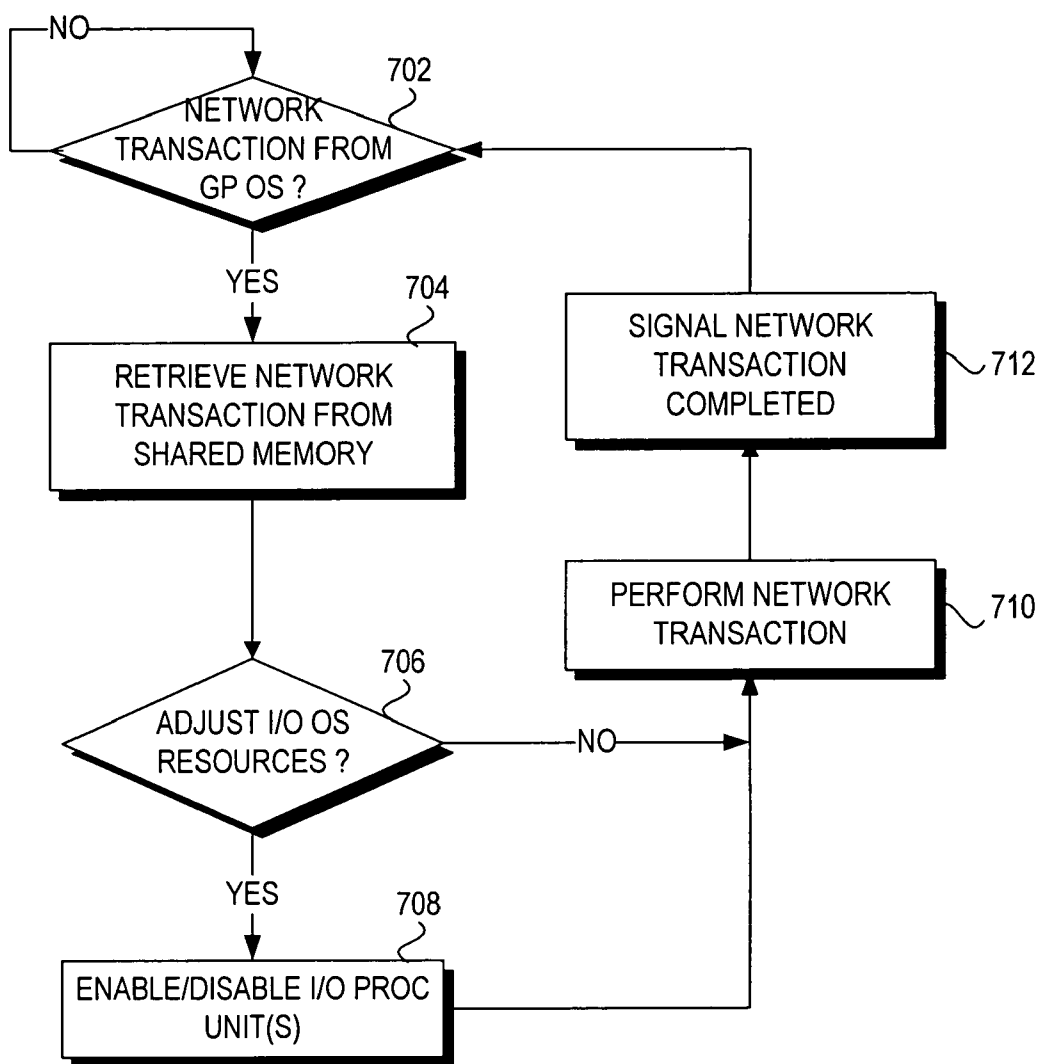 NO
702
NETWORK
TRANSACTION FROM
GP OS ?
YES
704
RETRIEVE NETWORK
TRANSACTION FROM
SHARED MEMORY
706
ADJUST I/O OS
RESOURCES ?
NO
YES
708
ENABLE/DISABLE I/O PROC
UNIT(S)
PERFORM NETWORK
TRANSACTION
710
SIGNAL NETWORK
TRANSACTION
COMPLETED
712